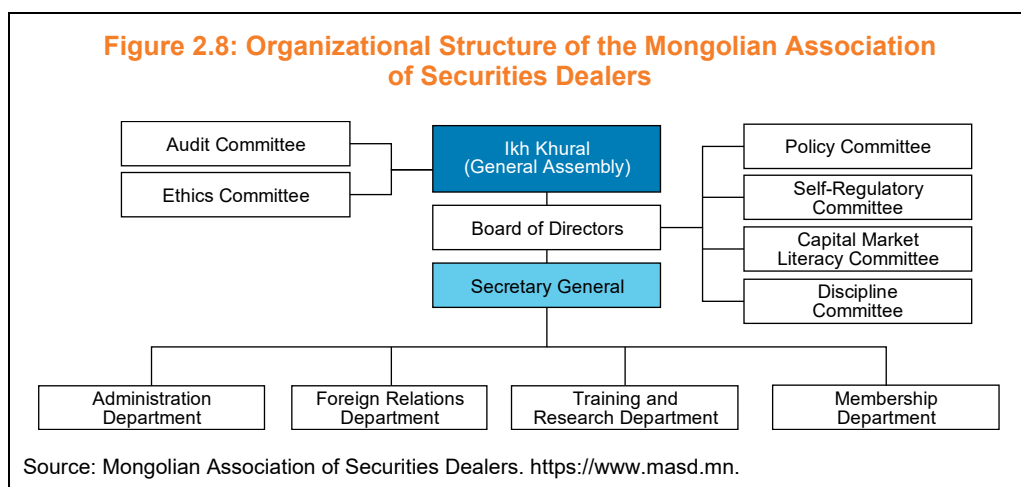 Figure 2.8: Organizational Structure of the Mongolian Association
of Securities Dealers
Audit Committee
Ethics Committee
Ikh Khural
(General Assembly)
Board of Directors
Secretary General
Policy Committee
Self-Regulatory
Committee
Capital Market
Literacy Committee
Discipline
Committee
Administration
Department
Foreign Relations
Department
Training and
Research Department
Membership
Department
Source: Mongolian Association of Securities Dealers. https://www.masd.mn.